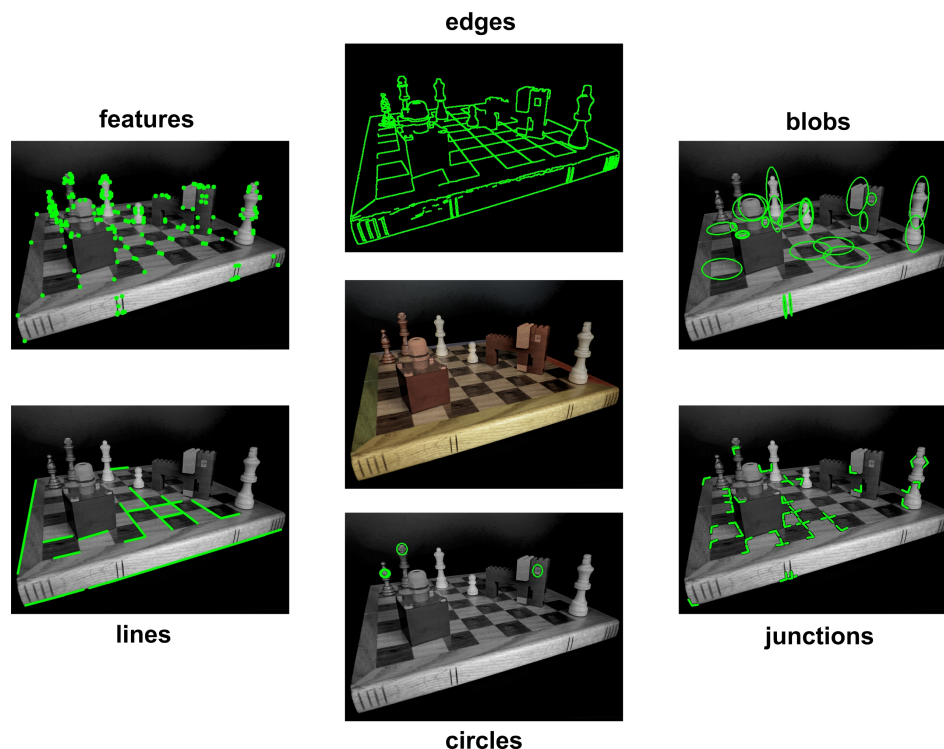 edges
features
blobs
lines
junctions
circles